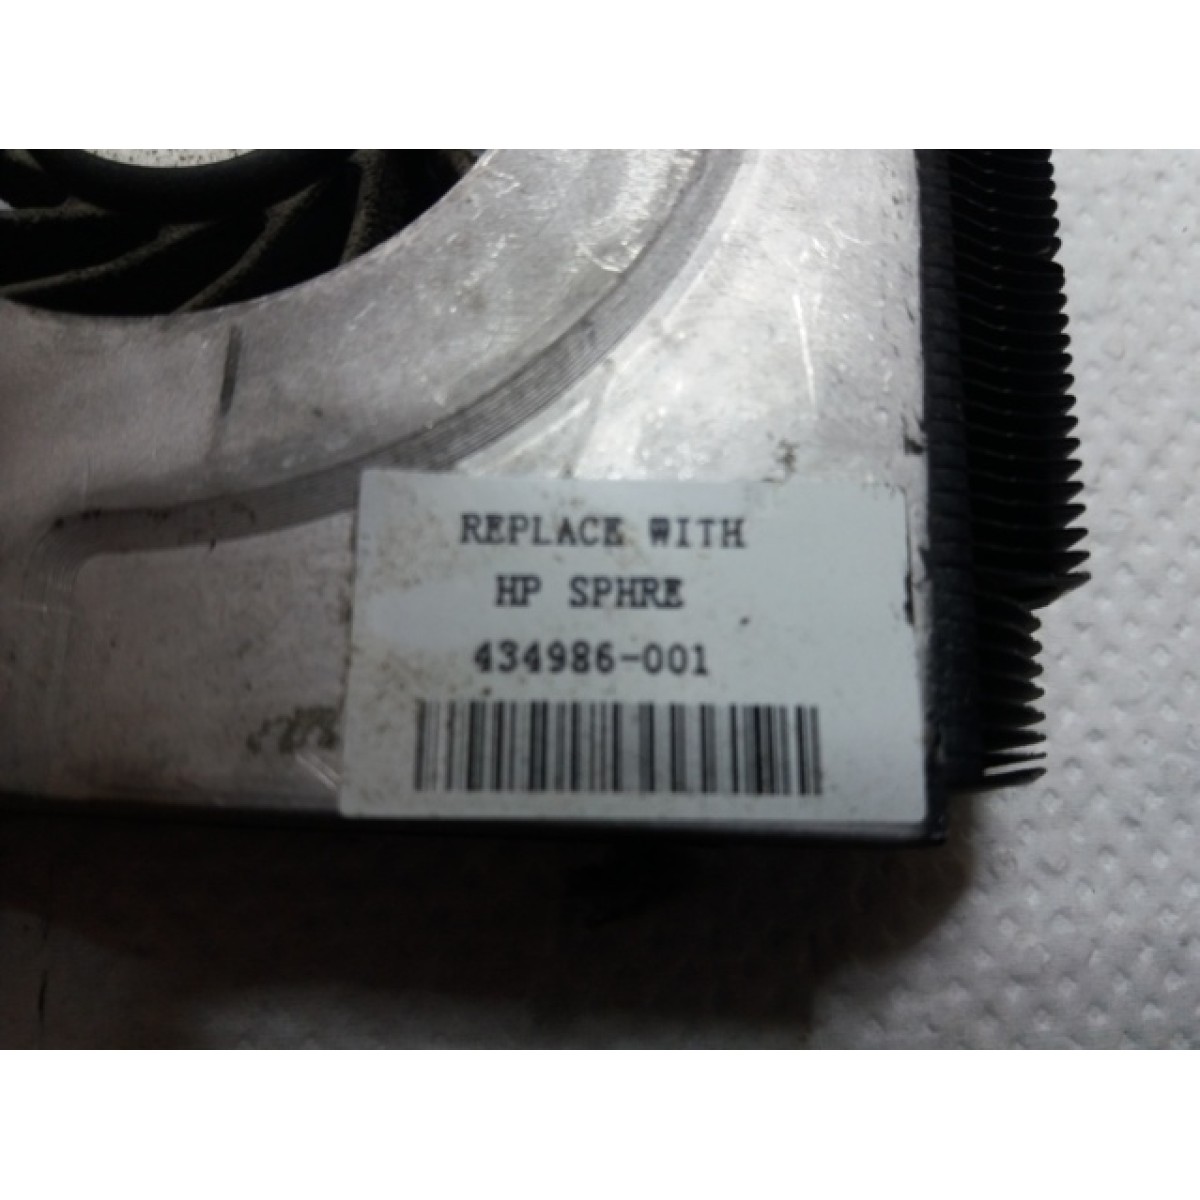 REPLACE WITH
HP SPHRE
434986-001